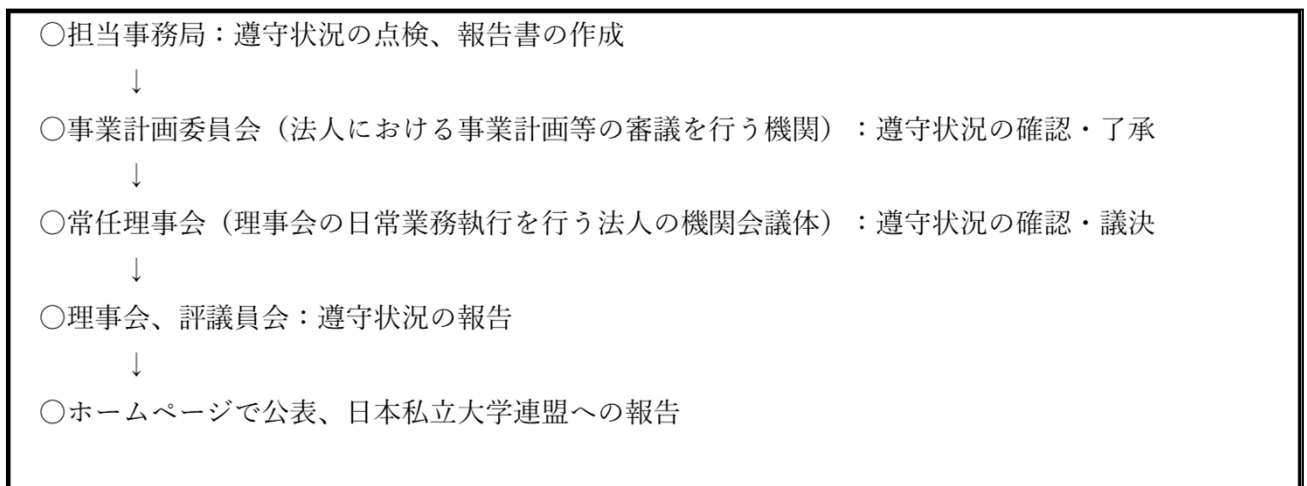 ○担当事務局：遵守状況の点検、報告書の作成
↓
○事業計画委員会（法人における事業計画等の審議を行う機関）：遵守状況の確認・了承
↓
○常任理事会（理事会の日常業務執行を行う法人の機関会議体）：遵守状況の確認・議決
↓
○理事会、評議員会：遵守状況の報告
↓
○ホームページで公表、日本私立大学連盟への報告